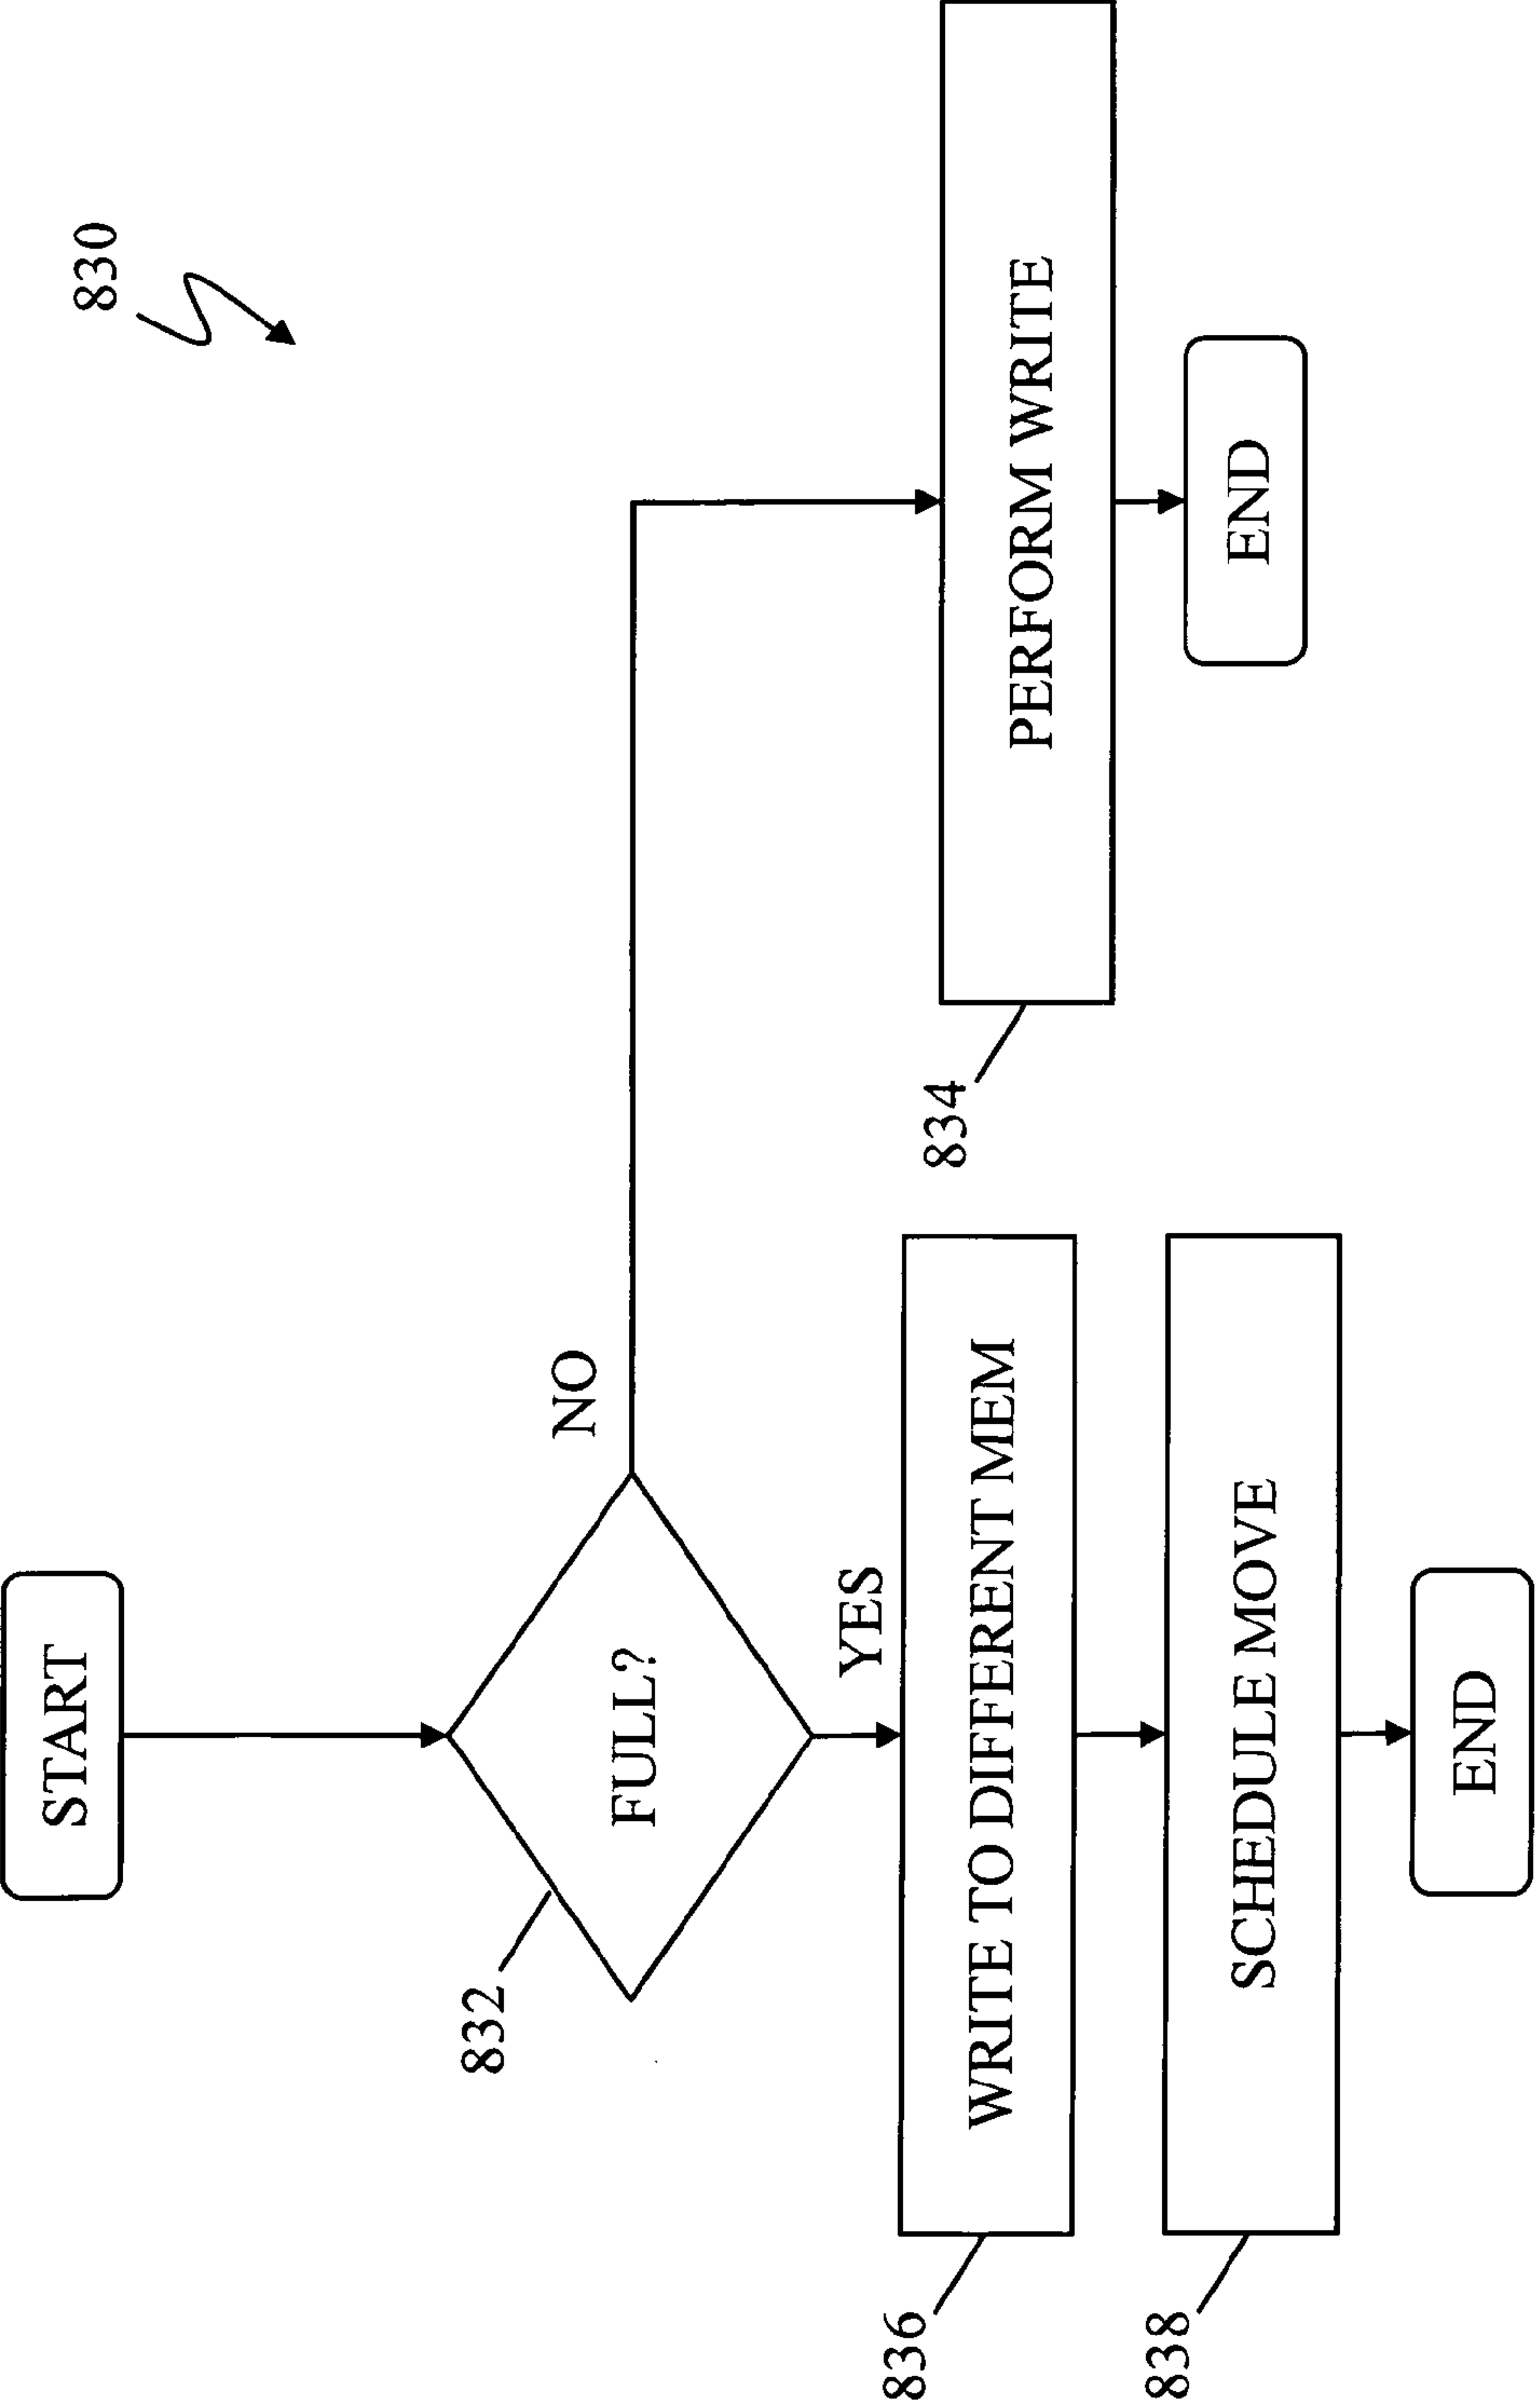 830
START
832
FULL?
NO
YES
836
WRITE TO DIFFERENT MEM
834
PERFORM WRITE
838
SCHEDULE MOVE
END
END